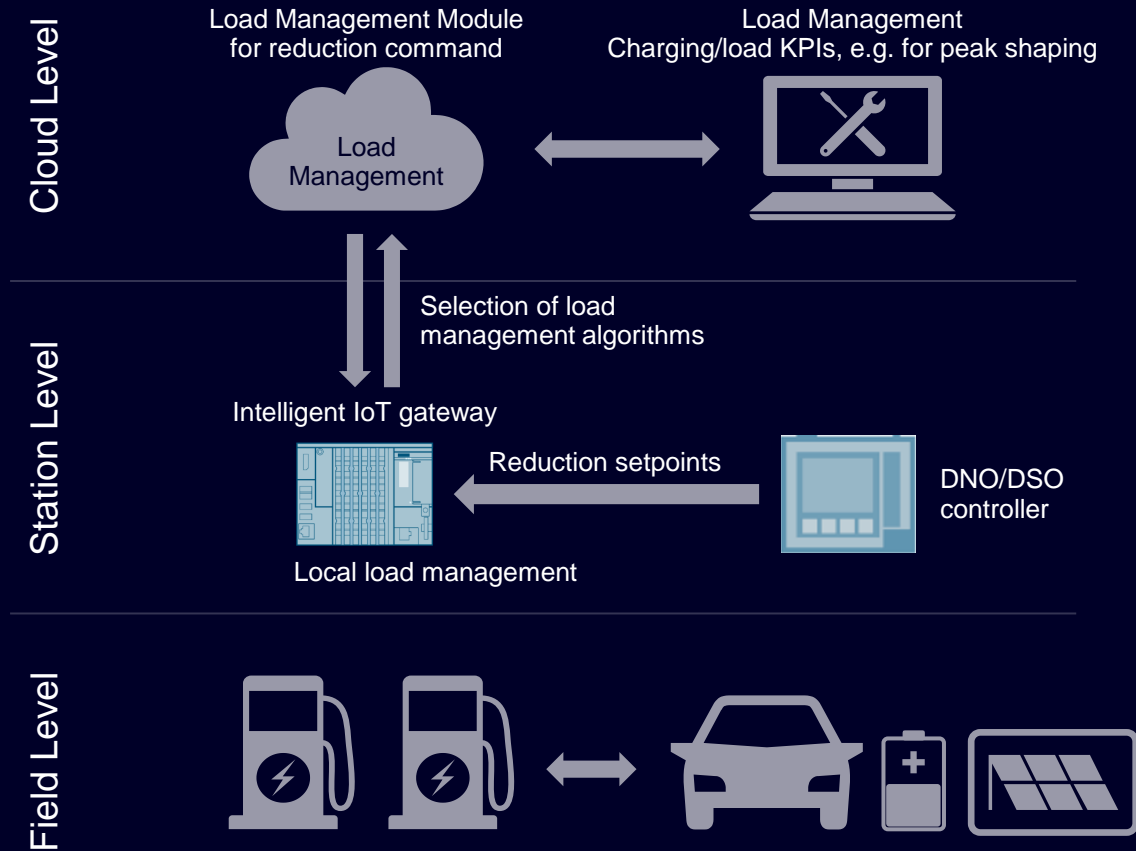 Cloud Level
Load Management Module
for reduction command
Load Management
Charging/load KPIs, e.g. for peak shaping
Load
Management
Station Level
Selection of load
management algorithms
Intelligent IoT gateway
Reduction setpoints
DNO/DSO
controller
Local load management
Field Level